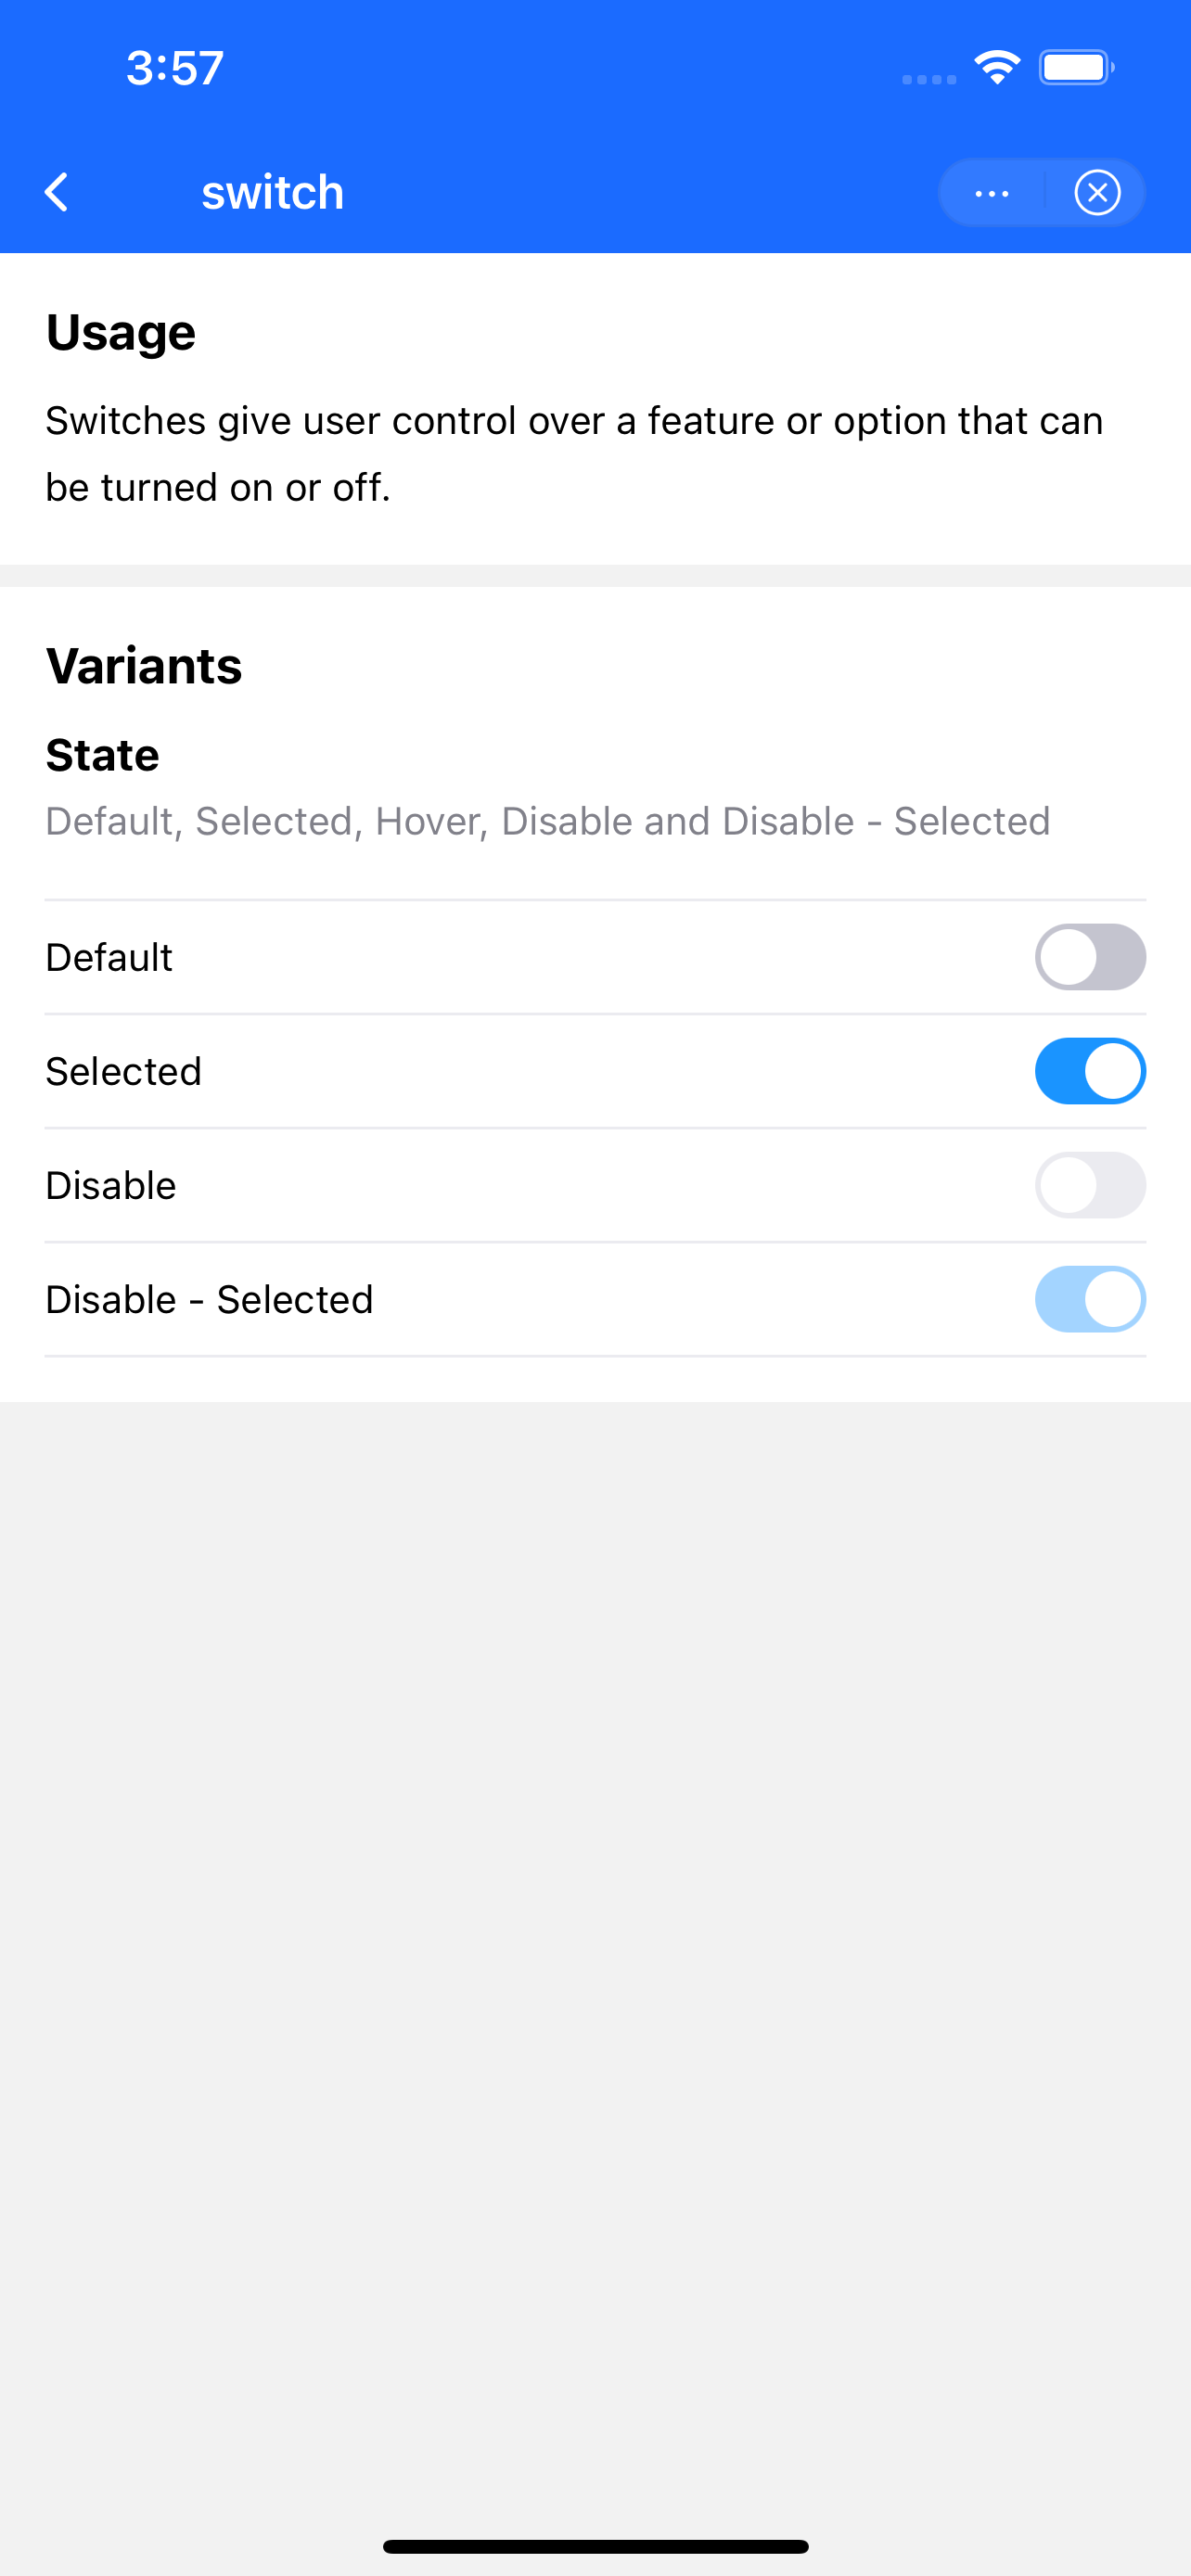 3:57
switch
Usage
Switches give user control over a feature or option that can
be turned on or off.
Variants
State
Default, Selected, Hover, Disable and Disable - Selected
Default
Selected
Disable
Disable - Selected